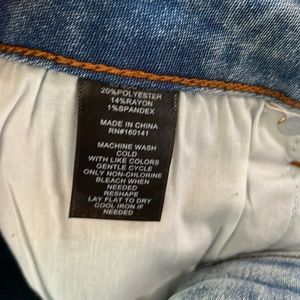 20%POLYESTER
14%RAYON
1%SPANDEX
MADE IN CHINA
RN#160141
MACHINE WASH
COLD
WITH LIKE COLORS
GENTLE CYCLE
ONLY NON-CHLORINE
BLEACH WHEN
NEEDED
RESHAPE
LAY FLAT TO DRY
COOL IRON IF
NEEDED